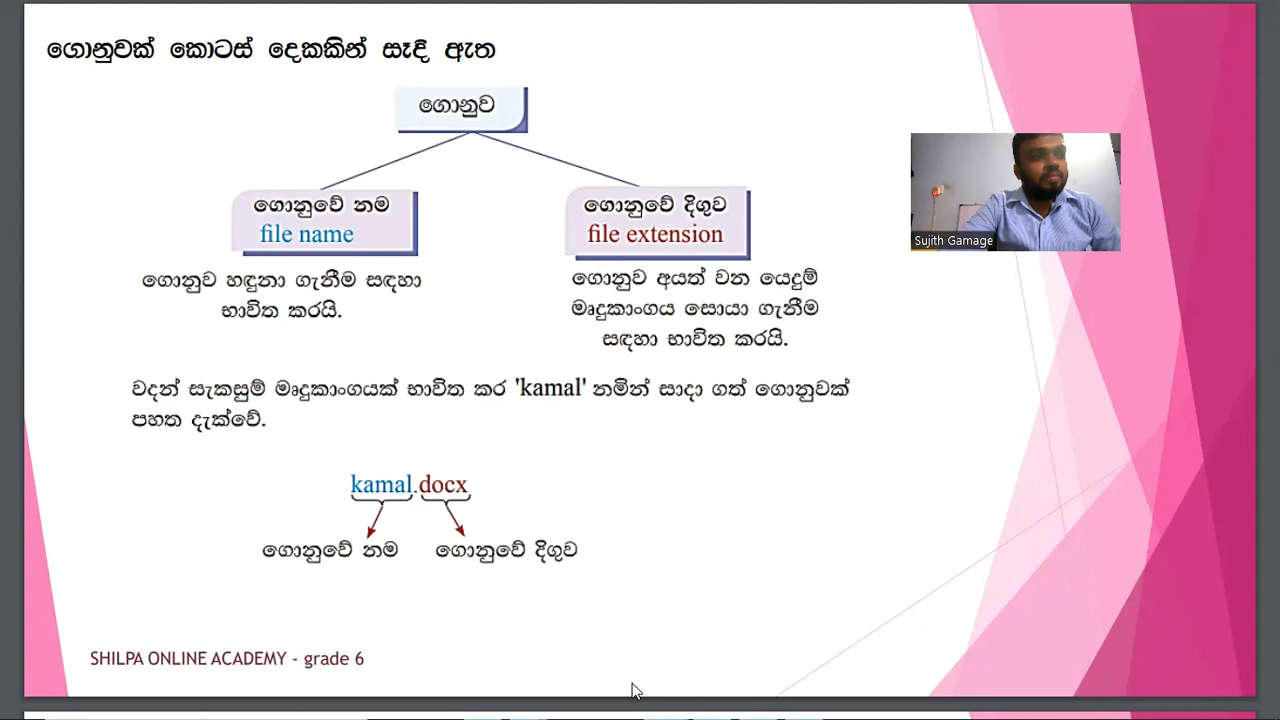 ගොනුවක් කොටස් දෙකකින් සෑදී ඇත
ගොනුව
ගොනුවේ නම
file name
ගොනුව හඳුනා ගැනීම සඳහා
භාවිත කරයි.
ගොනුවේ දිගුව
file extension
ගොනුව අයත් වන යෙදුම්
මෘදුකාංගය සොයා ගැනීම
සඳහා භාවිත කරයි.
Sujith Gamage
වදන් සැකසුම් මෘදුකාංගයක් භාවිත කර 'kamal' නමින් සාදා ගත් ගොනුවක්
පහත දැක්වේ.
kamal.docx
ගොනුවේ නම ගොනුවේ දිගුව
SHILPA ONLINE ACADEMY - grade 6